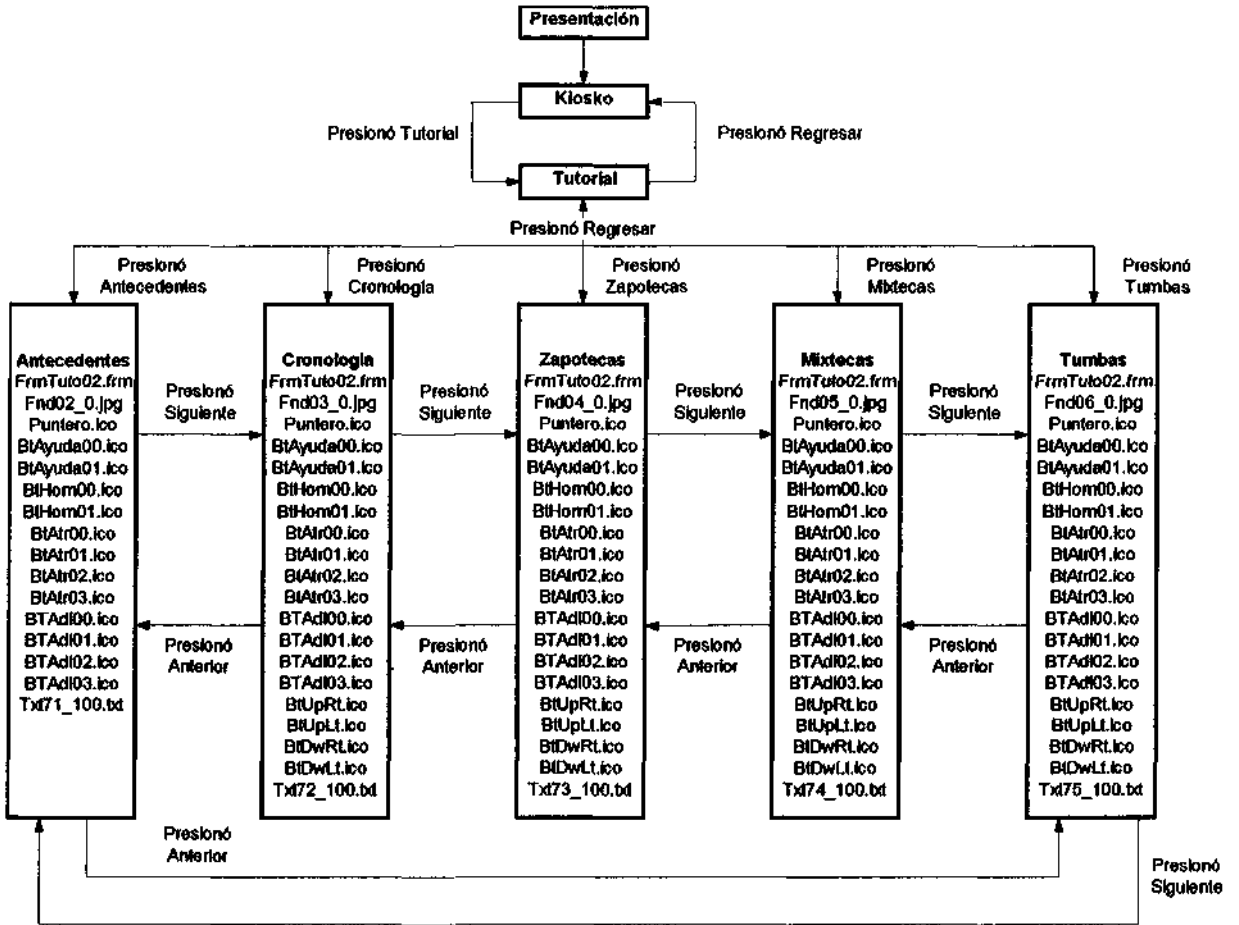 Presentación
Kiosko
Presionó Tutorial
Presionó Regresar
Tutorial
Presionó Regresar
Presionó
Antecedentes
Presionó
Cronología
Presionó
Zapotecas
Presionó
Mixtecas
Presionó
Tumbas
Antecedentes
FrmTuto02.frm
Fnd02_0.jpg
Puntero.ico
BtAyuda00.ico
BtAyuda01.ico
BtHom00.ico
BtHom01.ico
BtAtr00.ico
BtAtr01.ico
BtAtr02.ico
BtAtr03.ico
BTAdl00.ico
BTAdl01.ico
BTAdl02.ico
BTAdl03.ico
Txt71_100.txt
Presionó
Siguiente
Presionó
Anterior
Cronología
FrmTuto02.frm
Fnd03_0.jpg
Puntero.ico
BtAyuda00.ico
BtAyuda01.ico
BtHom00.ico
BtHom01.ico
BtAtr00.ico
BtAtr01.ico
BtAtr02.ico
BtAtr03.ico
BTAdl00.ico
BTAdl01.ico
BTAdl02.ico
BTAdl03.ico
BtUpRt.ico
BtUpLt.ico
BtDwRt.ico
BtDwLt.ico
Txt72_100.txt
Presionó
Siguiente
Presionó
Anterior
Zapotecas
FrmTuto02.frm
Fnd04_0.jpg
Puntero.ico
BtAyuda00.ico
BtAyuda01.ico
BtHom00.ico
BtHom01.ico
BtAtr00.ico
BtAtr01.ico
BtAtr02.ico
BtAtr03.ico
BTAdl00.ico
BTAdl01.ico
BTAdl02.ico
BTAdl03.ico
BtUpRt.ico
BtUpLt.ico
BtDwRt.ico
BtDwLt.ico
Txt73_100.txt
Presionó
Siguiente
Presionó
Anterior
Mixtecas
FrmTuto02.frm
Fnd05_0.jpg
Puntero.ico
BtAyuda00.ico
BtAyuda01.ico
BtHom00.ico
BtHom01.ico
BtAtr00.ico
BtAtr01.ico
BtAtr02.ico
BtAtr03.ico
BTAdl00.ico
BTAdl01.ico
BTAdl02.ico
BTAdl03.ico
BtUpRt.ico
BtUpLt.ico
BtDwRt.ico
BtDwLt.ico
Txt74_100.txt
Presionó
Siguiente
Presionó
Anterior
Tumbas
FrmTuto02.frm
Fnd06_0.jpg
Puntero.ico
BtAyuda00.ico
BtAyuda01.ico
BtHom00.ico
BtHom01.ico
BtAtr00.ico
BtAtr01.ico
BtAtr02.ico
BtAtr03.ico
BTAdl00.ico
BTAdl01.ico
BTAdl02.ico
BTAdl03.ico
BtUpRt.ico
BtUpLt.ico
BtDwRt.ico
BtDwLt.ico
Txt75_100.txt
Presionó
Anterior
Presionó
Siguiente